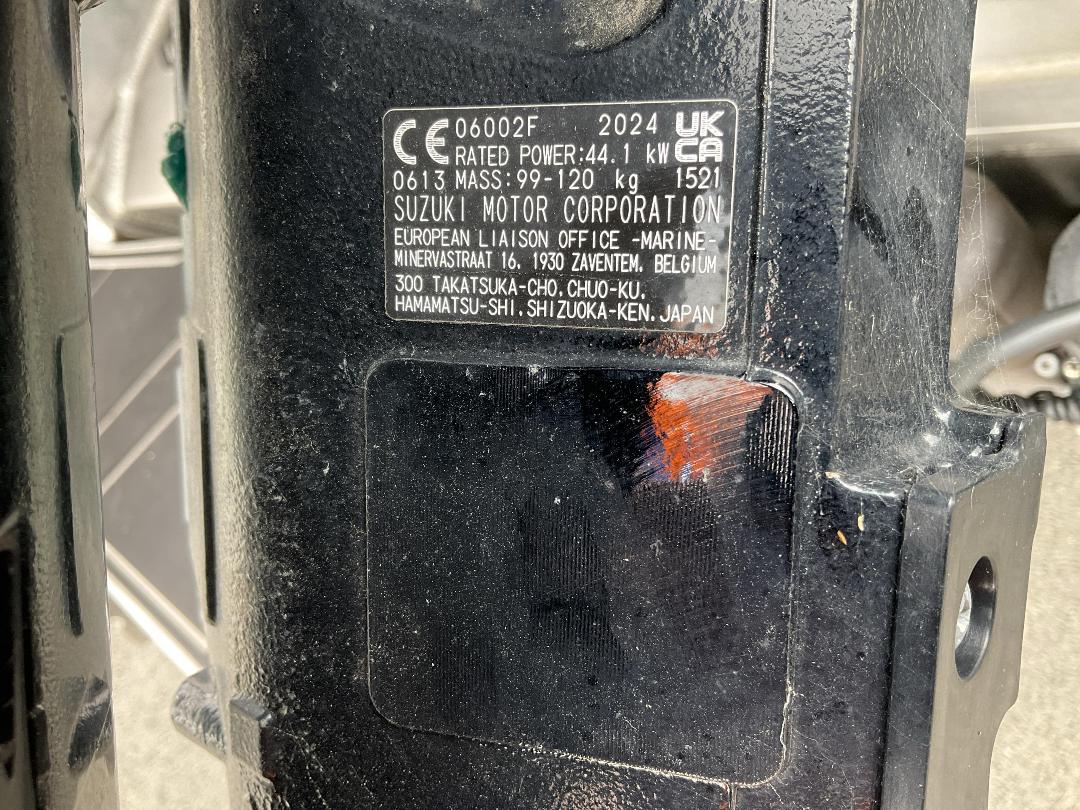 CE 06002F 2024 UK
RATED POWER:44.1 kW CA
0613 MASS:99-120 kg 1521
SUZUKI MOTOR CORPORATION
EUROPEAN LIAISON OFFICE -MARINE-
MINERVASTRAAT 16, 1930 ZAVENTEM, BELGIUM
300 TAKATSUKA-CHO,CHUO-KU,
HAMAMATSU-SHI,SHIZUOKA-KEN,JAPAN